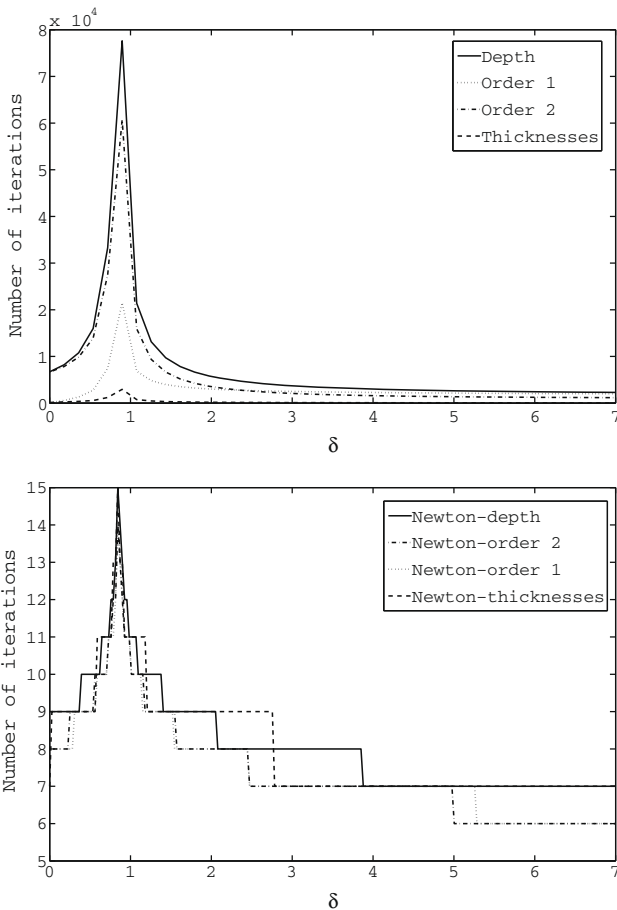 x 10^4
8
7
6
5
4
3
2
1
0
Number of iterations
Depth
Order 1
Order 2
Thicknesses
0 1 2 3 4 5 6 7
δ
15
14
13
12
11
10
9
8
7
6
5
Number of iterations
Newton-depth
Newton-order 2
Newton-order 1
Newton-thicknesses
0 1 2 3 4 5 6 7
δ